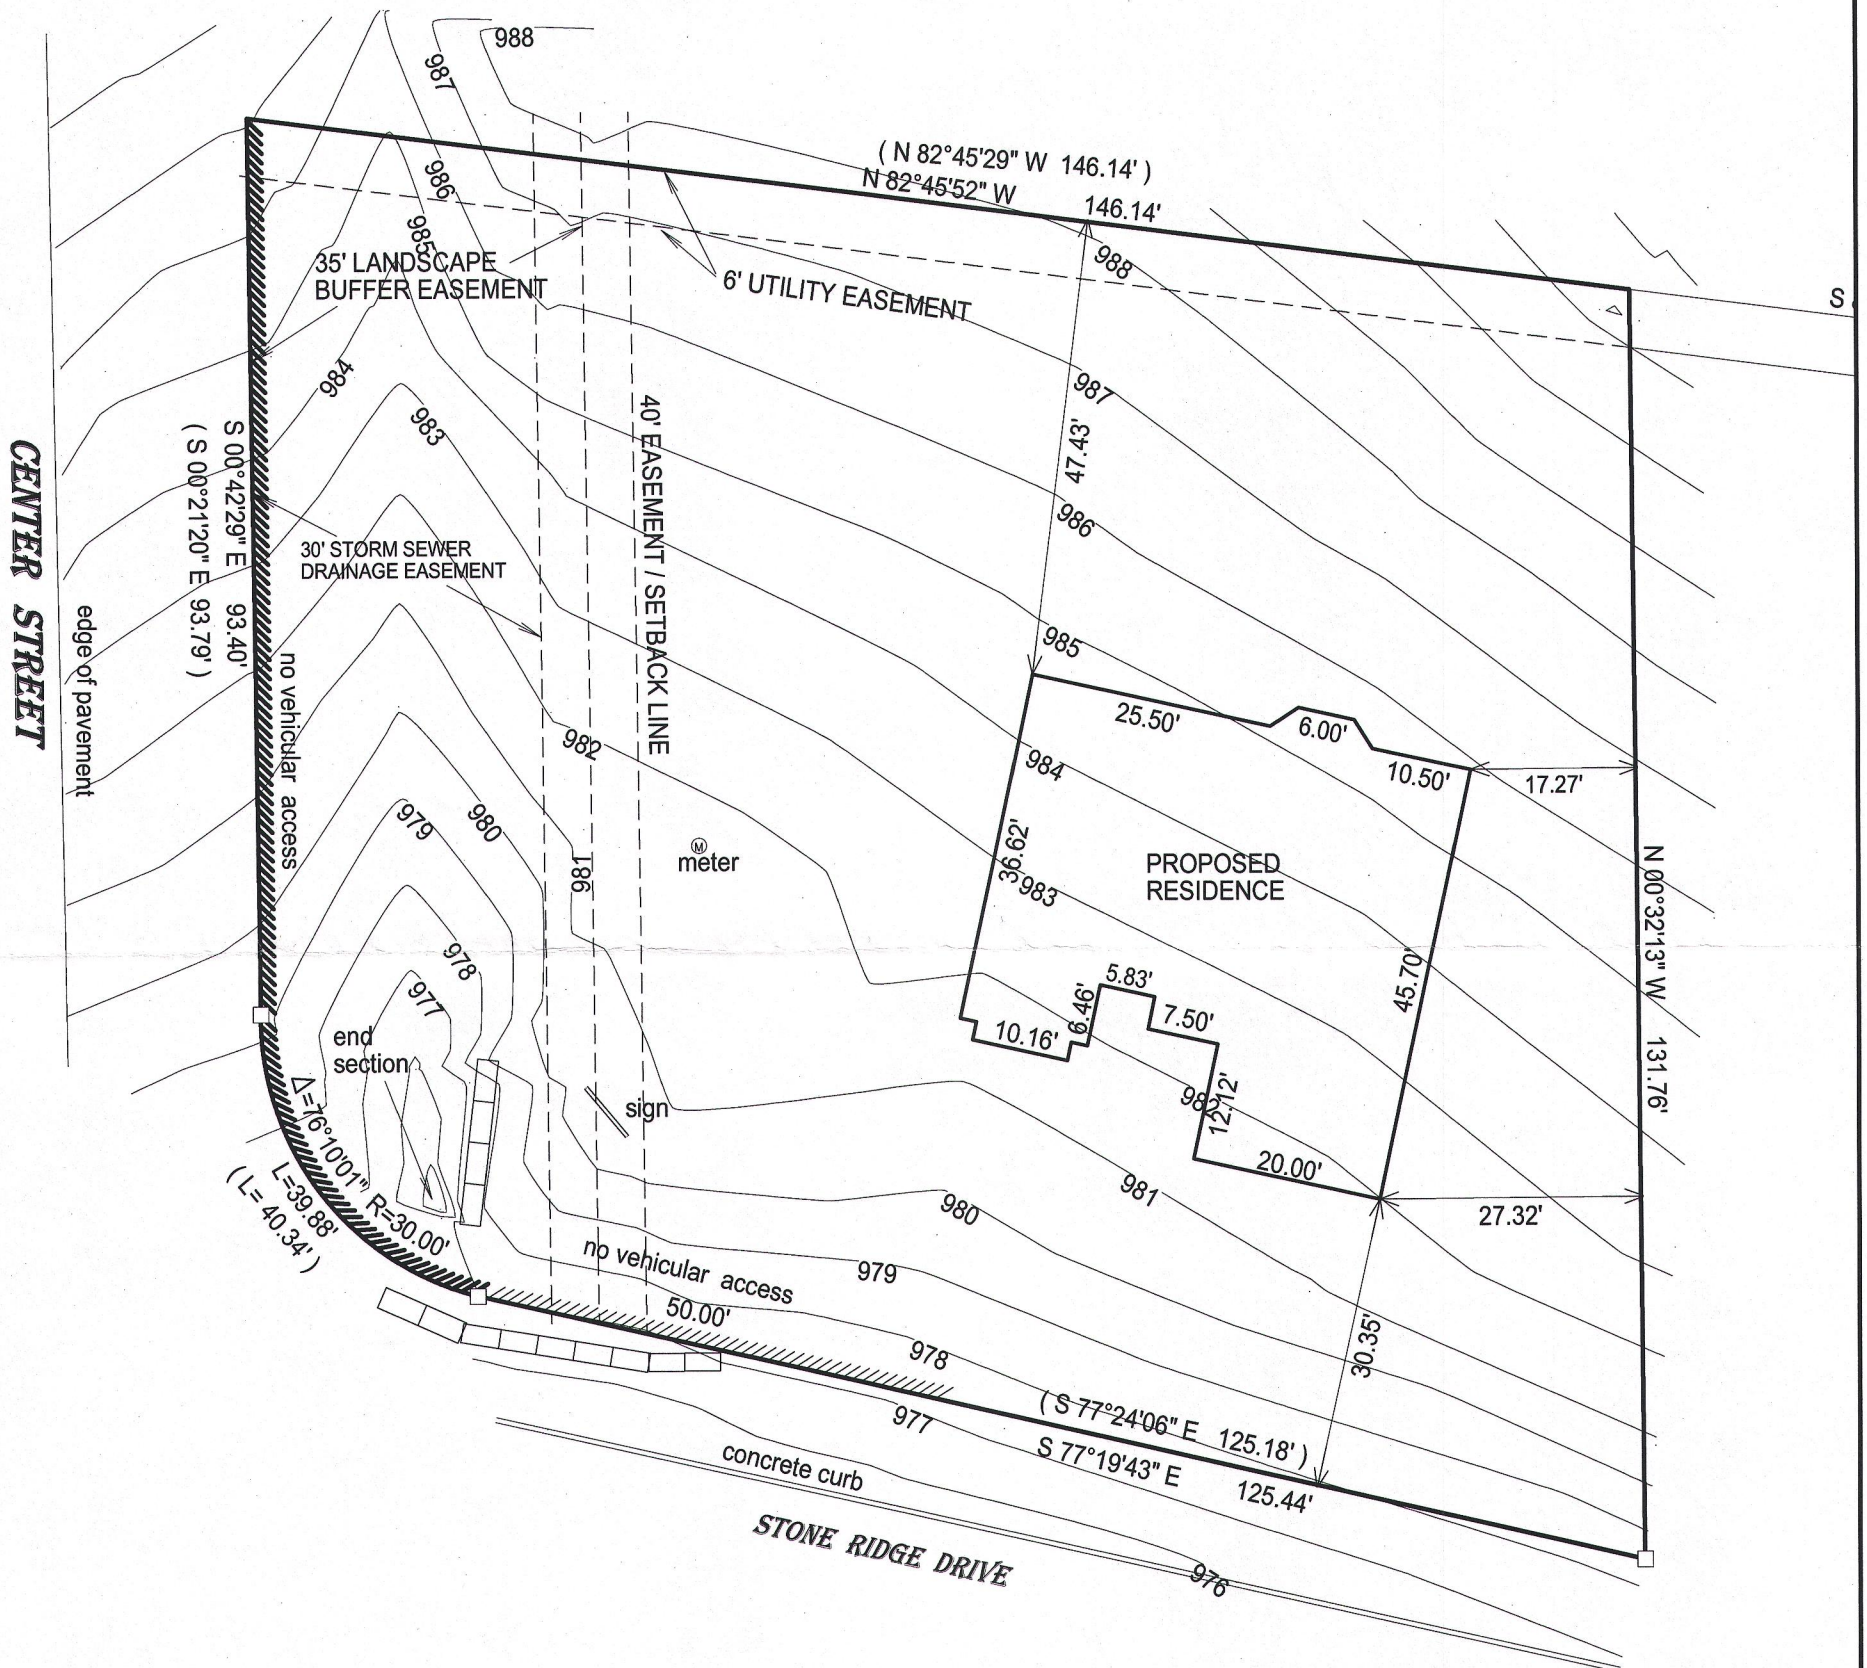 988
987
( N 82°45'29" W 146.14' )
N 82°45'52" W
146.14'
986
985
35' LANDSCAPE
BUFFER EASEMENT
6' UTILITY EASEMENT
988
S
984
987
983
47.43'
40' EASEMENT / SETBACK LINE
986
S 00°42'29" E 93.40'
( S 00°21'20" E 93.79' )
CENTER STREET
edge of pavement
no vehicular access
30' STORM SEWER
DRAINAGE EASEMENT
985
982
984
25.50'
6.00'
10.50'
17.27'
979
980
981
M
meter
36.62'
983
PROPOSED
RESIDENCE
N 00°32'13" W 131.76'
978
977
5.83'
6.46'
7.50'
10.16'
45.70'
end
section
sign
982
12.12'
20.00'
27.32'
Δ=76°10'01" R=30.00'
L=39.88'
( L= 40.34' )
981
980
979
no vehicular access
50.00'
978
30.35'
977
( S 77°24'06" E 125.18' )
S 77°19'43" E 125.44'
concrete curb
STONE RIDGE DRIVE
976